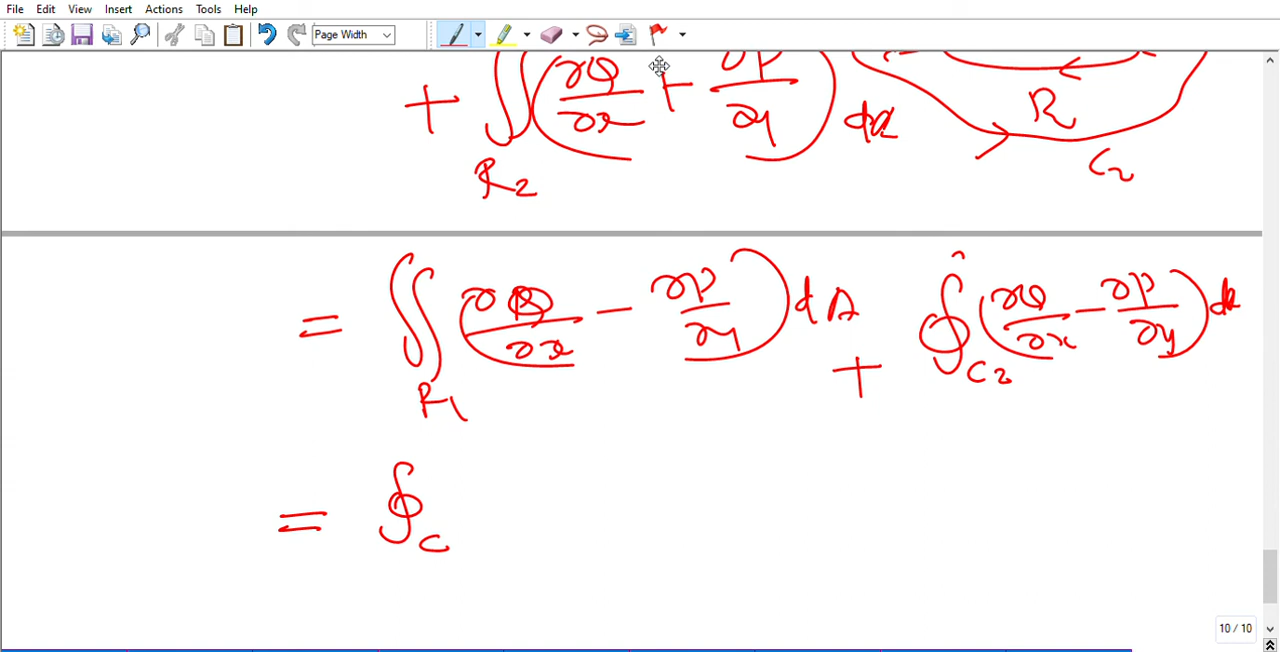 File Edit View Insert Actions Tools Help
Page Width
+ ∬_{R_2} (∂Q/∂x + ∂P/∂y) dA
R
C_2
= ∬_{R_1} (∂Q/∂x − ∂P/∂y) dA + ∮_{C_2} (∂Q/∂x − ∂P/∂y) dA
= ∮_C
10 / 10